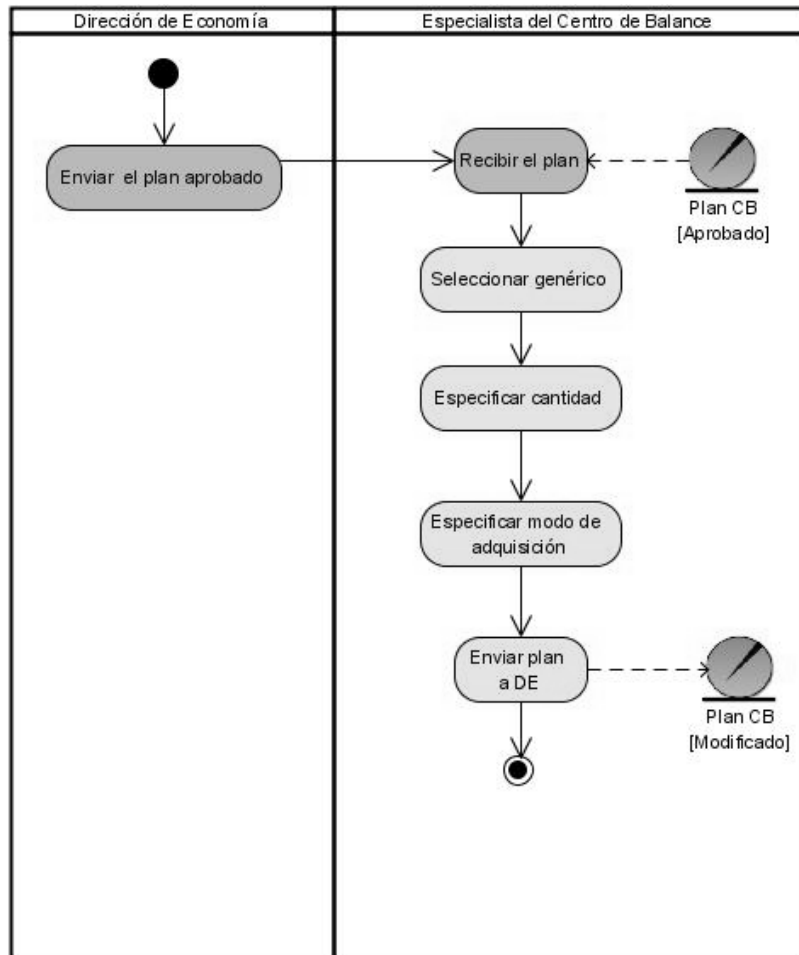 Dirección de Economía
Especialista del Centro de Balance
Enviar el plan aprobado
Recibir el plan
Plan CB
[Aprobado]
Seleccionar genérico
Especificar cantidad
Especificar modo de
adquisición
Enviar plan
a DE
Plan CB
[Modificado]